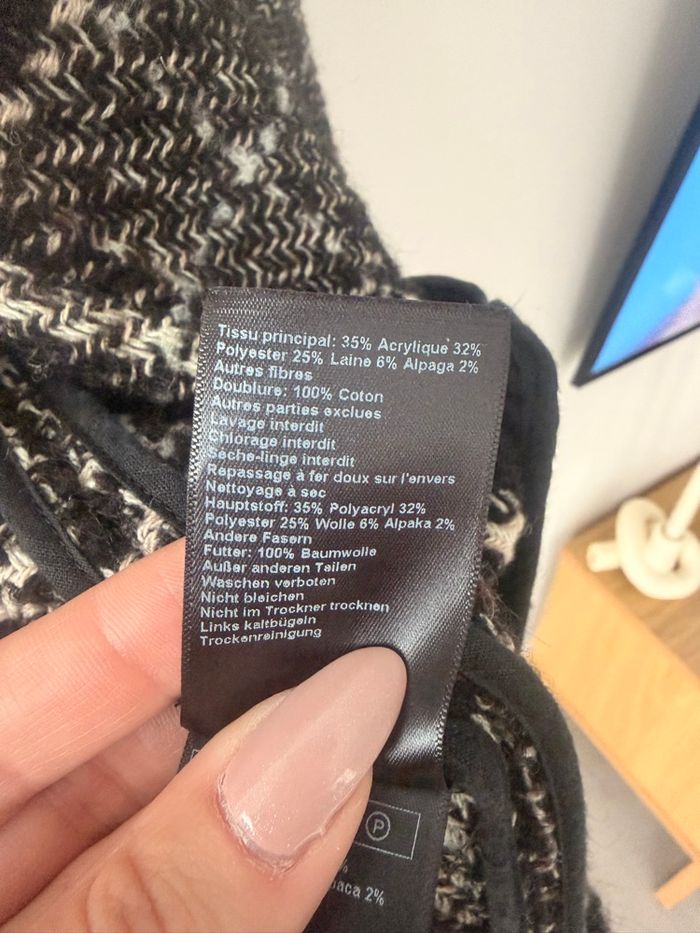 Tissu principal: 35% Acrylique 32%
Polyester 25% Laine 6% Alpaga 2%
Autres fibres
Doublure: 100% Coton
Autres parties exclues
Lavage interdit
Chlorage interdit
Sèche-linge interdit
Repassage à fer doux sur l'envers
Nettoyage à sec
Hauptstoff: 35% Polyacryl 32%
Polyester 25% Wolle 6% Alpaka 2%
Andere Fasern
Futter: 100% Baumwolle
Außer anderen Teilen
Waschen verboten
Nicht bleichen
Nicht im Trockner trocknen
Links kaltbügeln
Trockenreinigung
P
%
2%